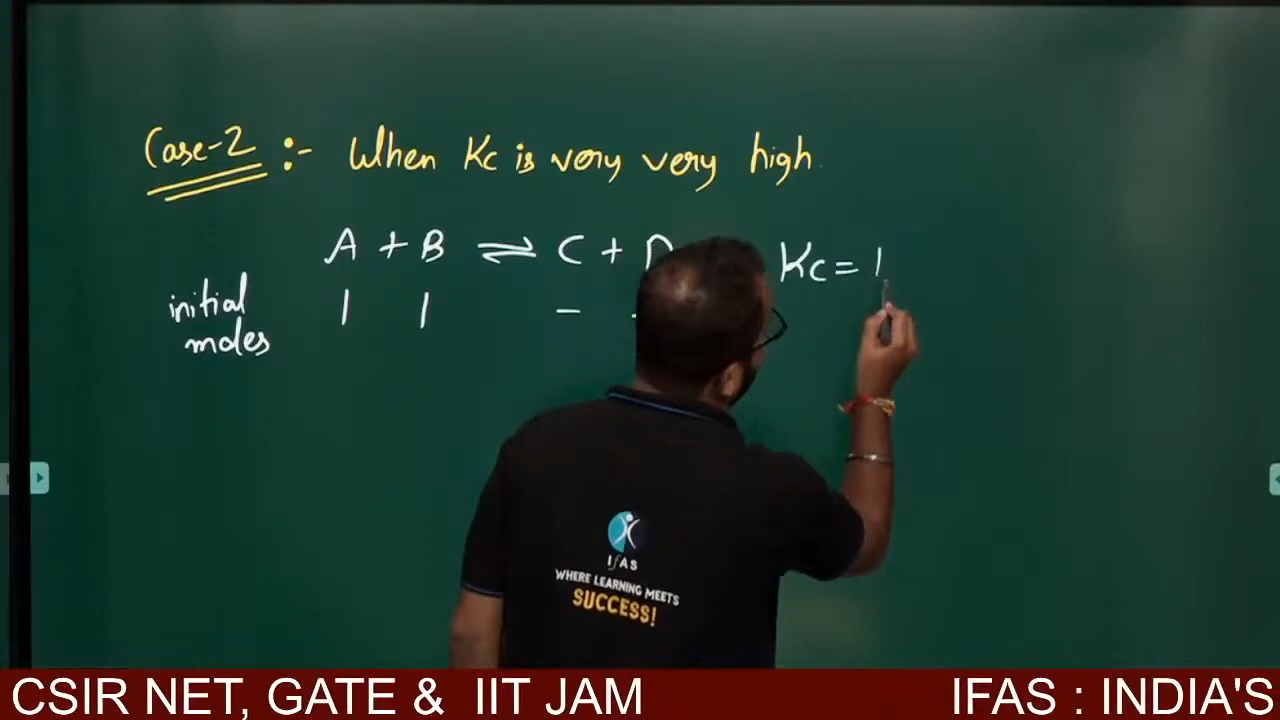 Case-2 :- When Kc is very very high
A + B ⇌ C + D Kc = 1
initial 1 1 - -
moles
IFAS
WHERE LEARNING MEETS
SUCCESS!
CSIR NET, GATE & IIT JAM IFAS : INDIA'S